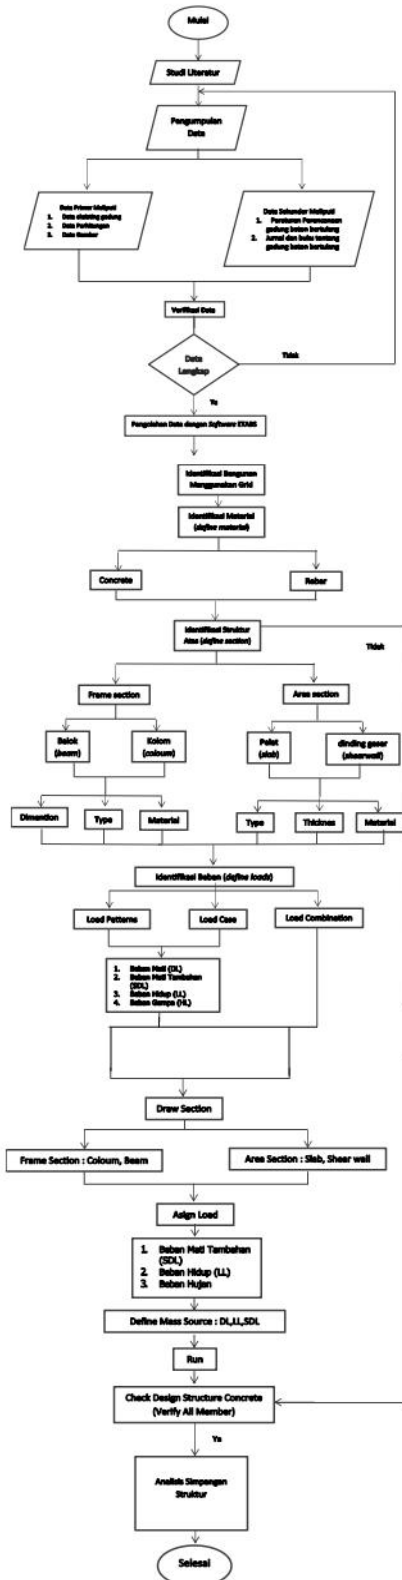 Mulai
Studi Literatur
Pengumpulan
Data
Data Primer Meliputi
1. Data eksisting gedung
2. Data Perhitungan
3. Data Gambar
Data Sekunder Meliputi
1. Peraturan Perencanaan
gedung beton bertulang
2. Jurnal dan buku tentang
gedung beton bertulang
Verifikasi Data
Data
Lengkap
Tidak
Ya
Pengolahan Data dengan Software ETABS
Identifikasi Bangunan
Menggunakan Grid
Identifikasi Material
(define material)
Concrete
Rebar
Identifikasi Struktur
Atas (define section)
Tidak
Frame section
Area section
Balok
(beam)
Kolom
(coloum)
Pelat
(slab)
dinding geser
(shearwall)
Dimention
Type
Material
Type
Thicknes
Material
Identifikasi Beban (define loads)
Load Patterns
Load Case
Load Combination
1. Beban Mati (DL)
2. Beban Mati Tambahan
(SDL)
3. Beban Hidup (LL)
4. Beban Gempa (HL)
Draw Section
Frame Section : Coloum, Beam
Area Section : Slab, Shear wall
Asign Load
1. Beban Mati Tambahan
(SDL)
2. Beban Hidup (LL)
3. Beban Hujan
Define Mass Source : DL,LL,SDL
Run
Check Design Structure Concrete
(Verify All Member)
Ya
Analisis Simpangan
Struktur
Selesai